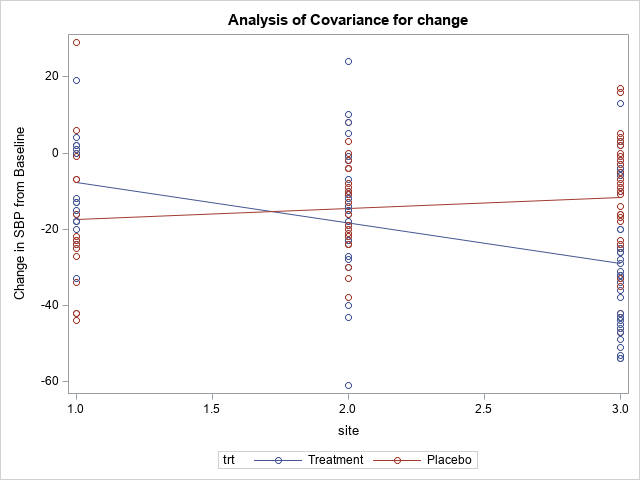 Analysis of Covariance for change
Change in SBP from Baseline
20
0
-20
-40
-60
1.0 1.5 2.0 2.5 3.0
site
trt Treatment Placebo